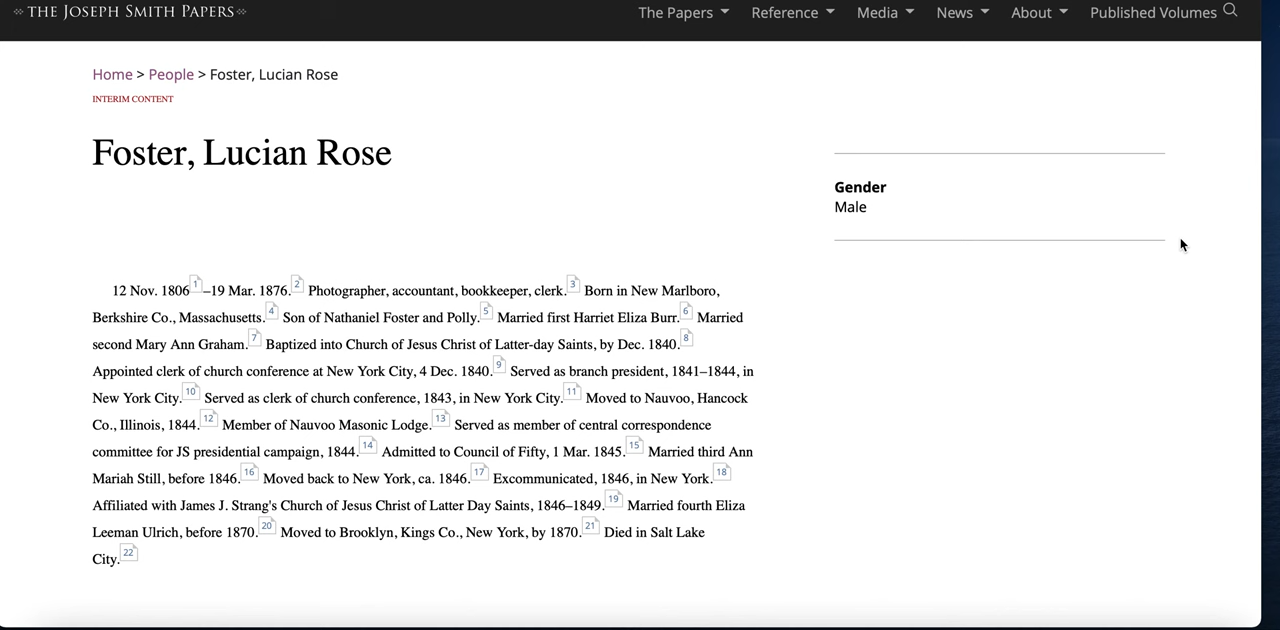 THE JOSEPH SMITH PAPERS
The Papers Reference Media News About Published Volumes
Home > People > Foster, Lucian Rose
INTERIM CONTENT
Foster, Lucian Rose
Gender
Male
12 Nov. 1806 1 –19 Mar. 1876. 2 Photographer, accountant, bookkeeper, clerk. 3 Born in New Marlboro,
Berkshire Co., Massachusetts. 4 Son of Nathaniel Foster and Polly. 5 Married first Harriet Eliza Burr. 6 Married
second Mary Ann Graham. 7 Baptized into Church of Jesus Christ of Latter-day Saints, by Dec. 1840. 8
Appointed clerk of church conference at New York City, 4 Dec. 1840. 9 Served as branch president, 1841–1844, in
New York City. 10 Served as clerk of church conference, 1843, in New York City. 11 Moved to Nauvoo, Hancock
Co., Illinois, 1844. 12 Member of Nauvoo Masonic Lodge. 13 Served as member of central correspondence
committee for JS presidential campaign, 1844. 14 Admitted to Council of Fifty, 1 Mar. 1845. 15 Married third Ann
Mariah Still, before 1846. 16 Moved back to New York, ca. 1846. 17 Excommunicated, 1846, in New York. 18
Affiliated with James J. Strang's Church of Jesus Christ of Latter Day Saints, 1846–1849. 19 Married fourth Eliza
Leeman Ulrich, before 1870. 20 Moved to Brooklyn, Kings Co., New York, by 1870. 21 Died in Salt Lake
City. 22